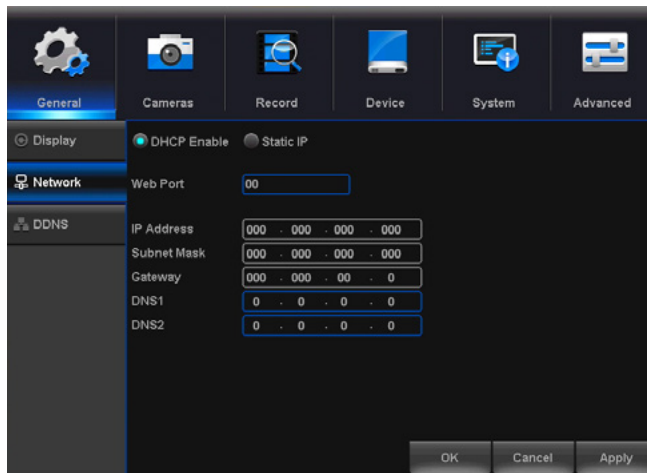 General Cameras Record Device System Advanced
Display
Network
DDNS
DHCP Enable Static IP
Web Port 00
IP Address 000 . 000 . 000 . 000
Subnet Mask 000 . 000 . 000 . 000
Gateway 000 . 000 . 00 . 0
DNS1 0 . 0 . 0 . 0
DNS2 0 . 0 . 0 . 0
OK Cancel Apply